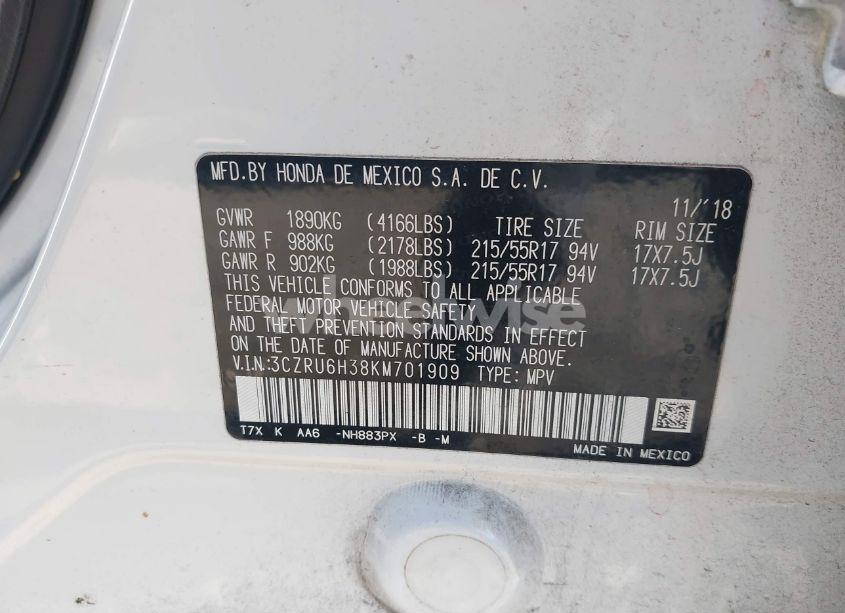 MFD.BY HONDA DE MEXICO S.A. DE C.V.
11/'18
GVWR 1890KG (4166LBS) TIRE SIZE RIM SIZE
GAWR F 988KG (2178LBS) 215/55R17 94V 17X7.5J
GAWR R 902KG (1988LBS) 215/55R17 94V 17X7.5J
THIS VEHICLE CONFORMS TO ALL APPLICABLE
FEDERAL MOTOR VEHICLE SAFETY
AND THEFT PREVENTION STANDARDS IN EFFECT
ON THE DATE OF MANUFACTURE SHOWN ABOVE.
V.I.N.:3CZRU6H38KM701909 TYPE: MPV
T7X K AA6 -NH883PX -B -M
MADE IN MEXICO
wheelwise